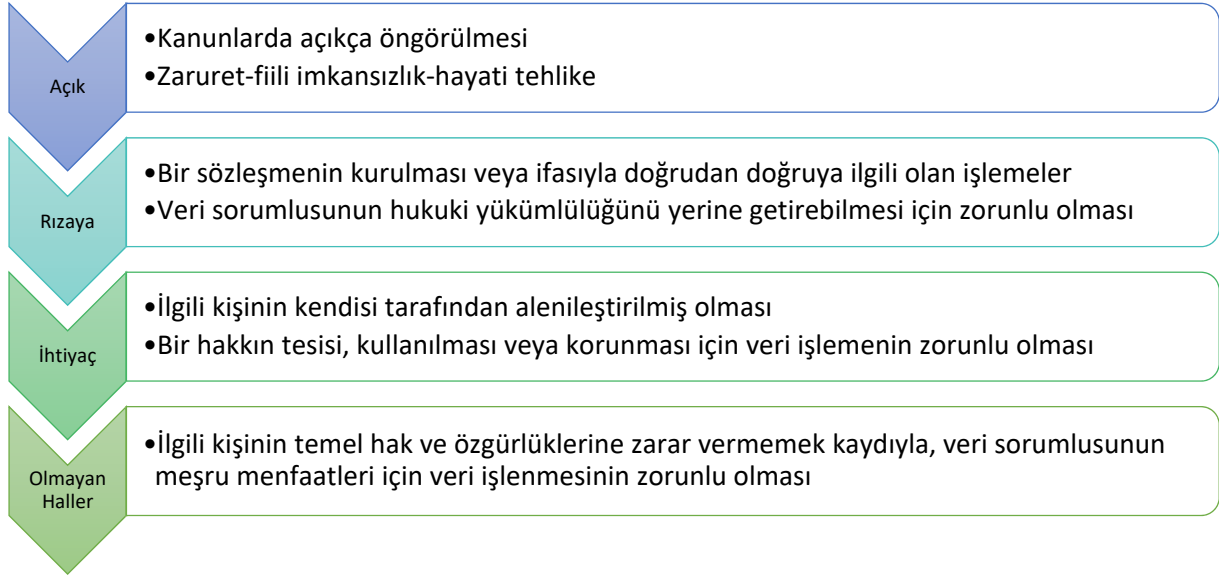 Açık
•Kanunlarda açıkça öngörülmesi
•Zaruret-fiili imkansızlık-hayati tehlike
Rızaya
•Bir sözleşmenin kurulması veya ifasıyla doğrudan doğruya ilgili olan işlemeler
•Veri sorumlusunun hukuki yükümlülüğünü yerine getirebilmesi için zorunlu olması
İhtiyaç
•İlgili kişinin kendisi tarafından alenileştirilmiş olması
•Bir hakkın tesisi, kullanılması veya korunması için veri işlemenin zorunlu olması
Olmayan
Haller
•İlgili kişinin temel hak ve özgürlüklerine zarar vermemek kaydıyla, veri sorumlusunun
meşru menfaatleri için veri işlenmesinin zorunlu olması